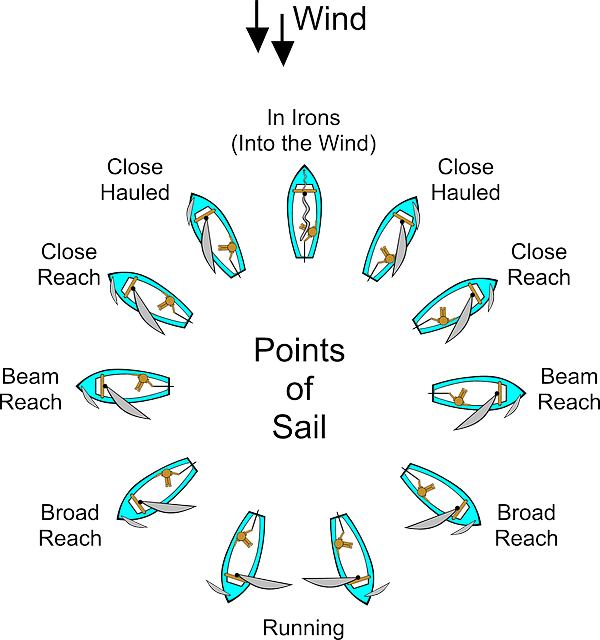 Wind
In Irons
(Into the Wind)
Close
Hauled
Close
Hauled
Close
Reach
Close
Reach
Points
of
Sail
Beam
Reach
Beam
Reach
Broad
Reach
Broad
Reach
Running